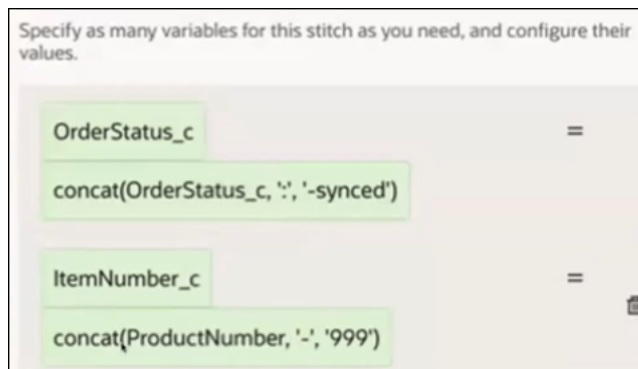 Specify as many variables for this stitch as you need, and configure their
values.
OrderStatus_c =
concat(OrderStatus_c, ':', '-synced')
ItemNumber_c =
concat(ProductNumber, '-', '999')